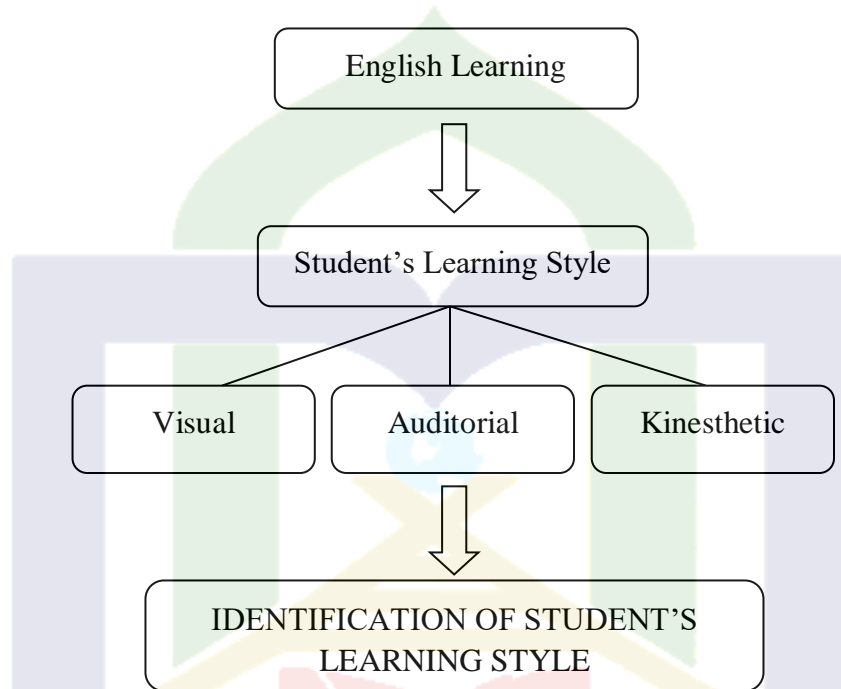 English Learning
Student’s Learning Style
Visual
Auditorial
Kinesthetic
IDENTIFICATION OF STUDENT’S
LEARNING STYLE